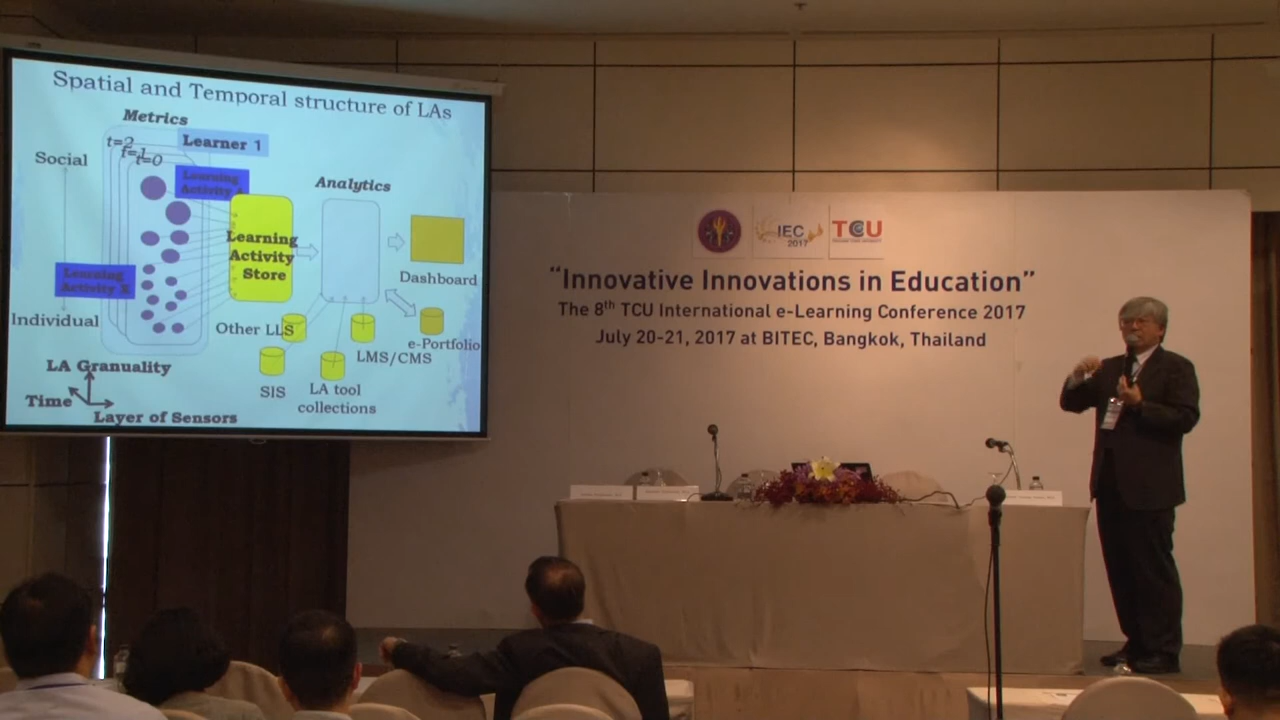 Spatial and Temporal structure of LAs
Metrics
t=2
t=1
t=0
Learner 1
Social
Learning
Activity
Analytics
Learning
Activity
Store
Learning
Activity
Individual
Dashboard
Other LLS
e-Portfolio
LMS/CMS
SIS
LA tool
collections
LA Granuality
Time
Layer of Sensors
IEC
2017
TCU
“Innovative Innovations in Education”
The 8th TCU International e-Learning Conference 2017
July 20-21, 2017 at BITEC, Bangkok, Thailand